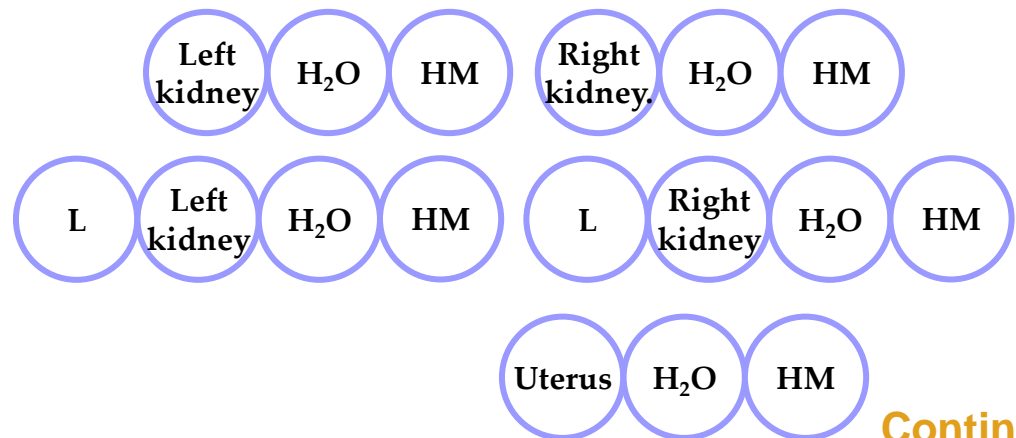 Left kidney H₂O HM Right kidney. H₂O HM
L Left kidney H₂O HM L Right kidney H₂O HM
Uterus H₂O HM
Contin